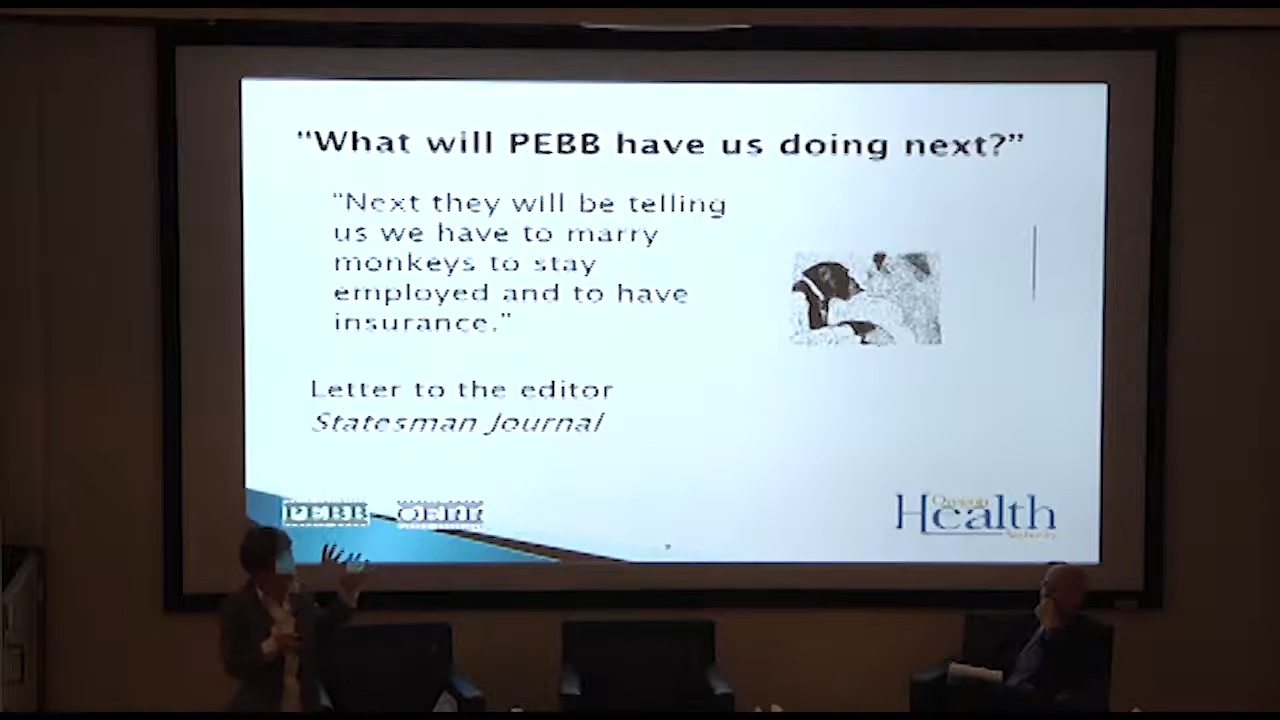 “What will PEBB have us doing next?”
“Next they will be telling
us we have to marry
monkeys to stay
employed and to have
insurance.”
Letter to the editor
Statesman Journal
PEBB
Oregon
Health